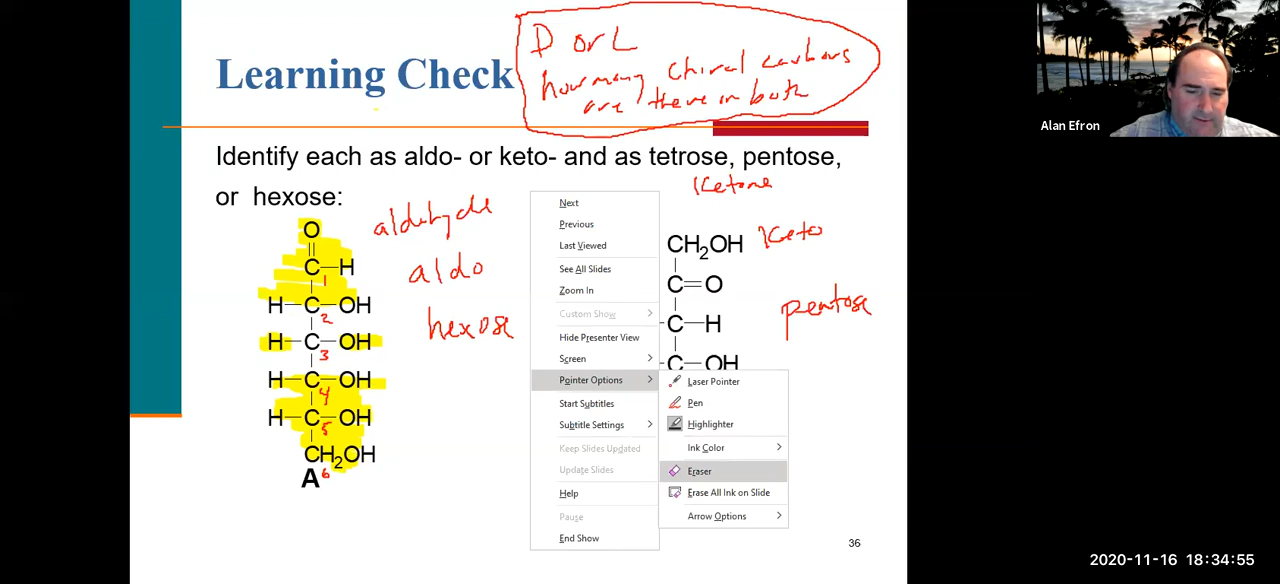 D or L
how many chiral carbons
are there in both
Learning Check
Identify each as aldo- or keto- and as tetrose, pentose,
or hexose:
aldehyde
aldo
hexose
O
C—H
1
H—C—OH
2
H—C—OH
3
H—C—OH
4
H—C—OH
5
CH2OH
6
A
Ketone
Keto
pentose
CH2OH
C=O
C—H
C—OH
Next
Previous
Last Viewed
See All Slides
Zoom In
Custom Show
Hide Presenter View
Screen
Pointer Options
Start Subtitles
Subtitle Settings
Keep Slides Updated
Update Slides
Help
Pause
End Show
Laser Pointer
Pen
Highlighter
Ink Color
Eraser
Erase All Ink on Slide
Arrow Options
36
Alan Efron
2020-11-16 18:34:55